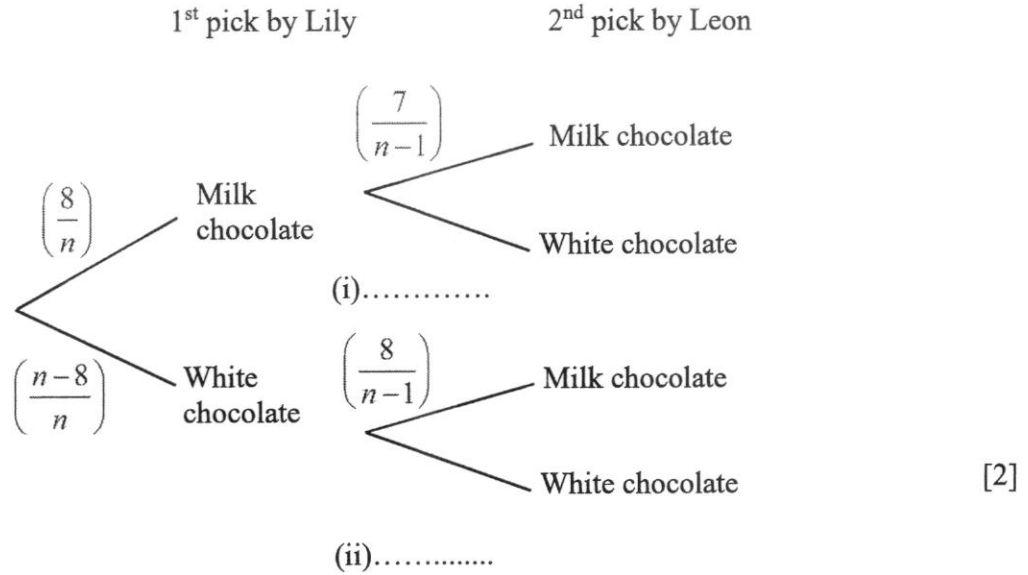 1st pick by Lily 2nd pick by Leon
(7/(n−1))
Milk chocolate
(8/n)
Milk
chocolate
White chocolate
(i).............
(8/(n−1))
((n−8)/n)
White
chocolate
Milk chocolate
White chocolate
[2]
(ii).............